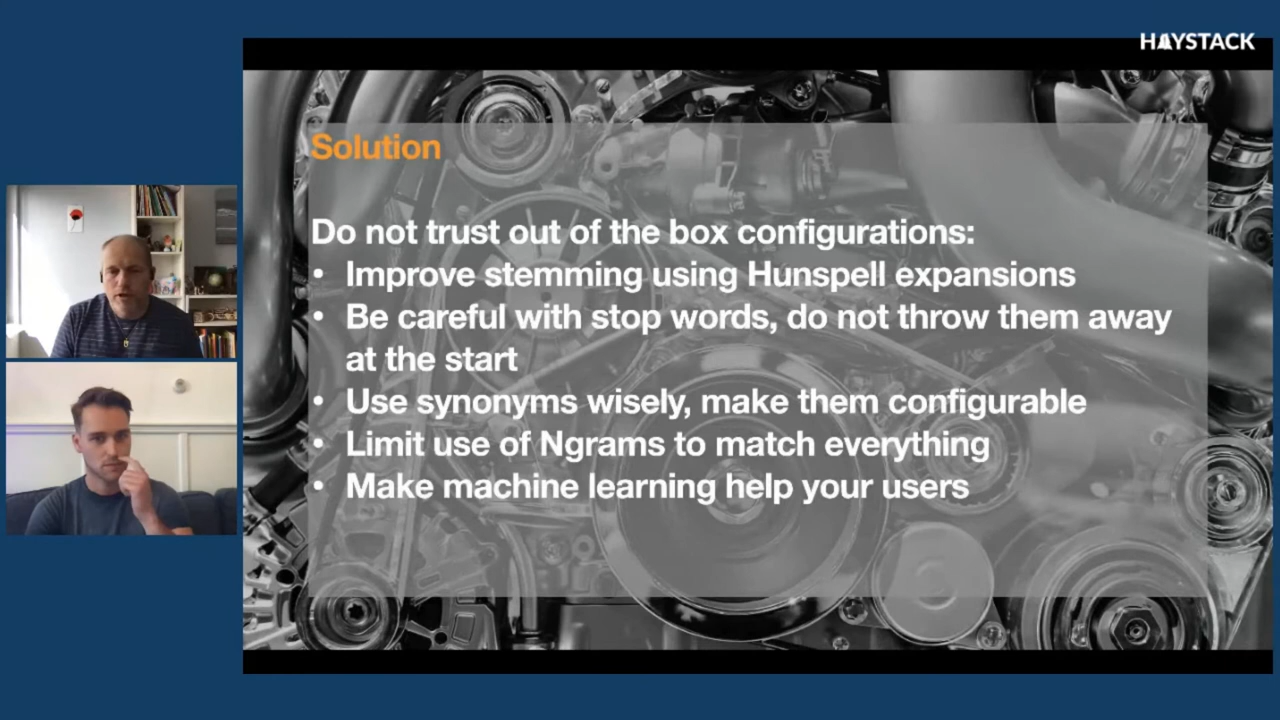 HAYSTACK
Solution
Do not trust out of the box configurations:
• Improve stemming using Hunspell expansions
• Be careful with stop words, do not throw them away
at the start
• Use synonyms wisely, make them configurable
• Limit use of Ngrams to match everything
• Make machine learning help your users